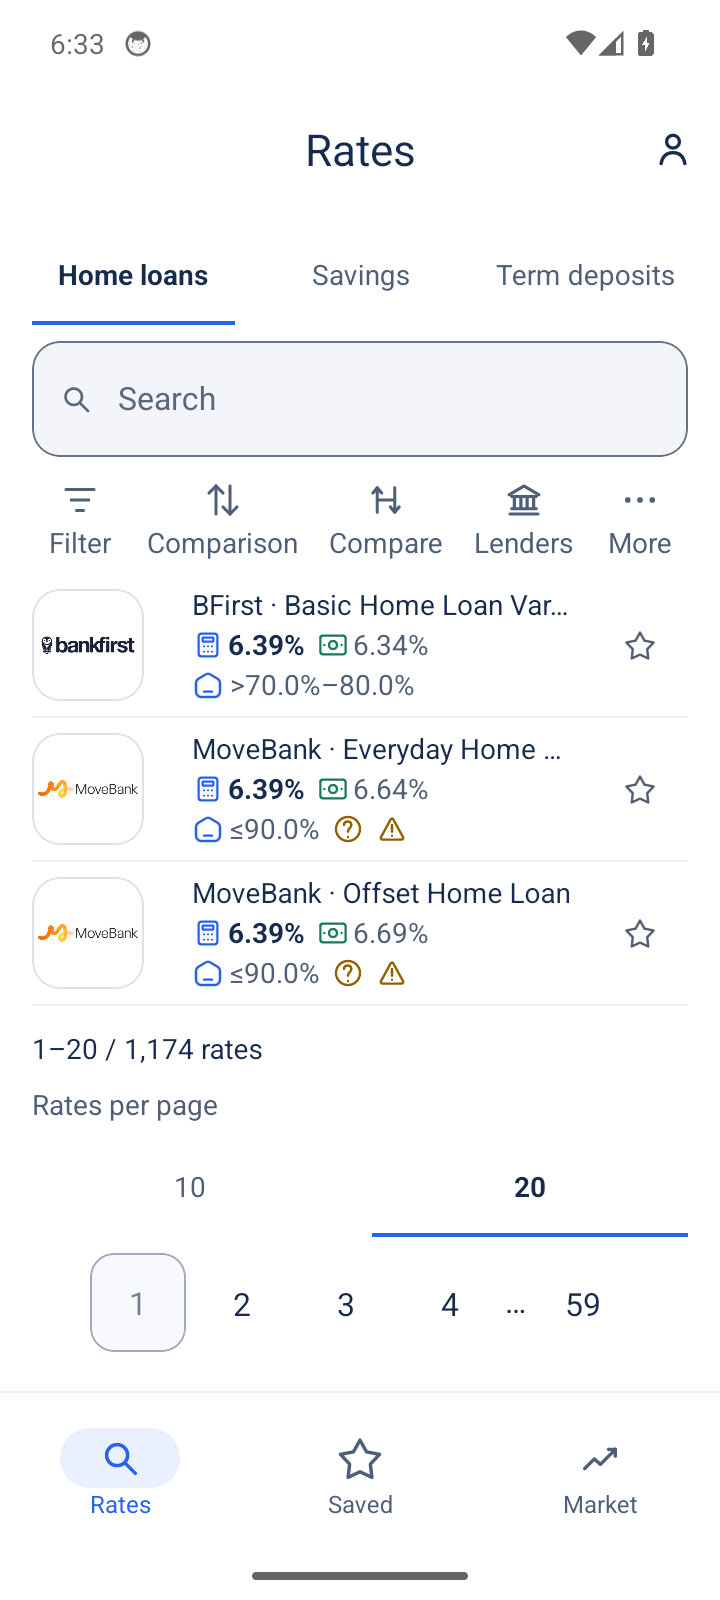 6:33
Rates
Home loans
Savings
Term deposits
Search
Filter
Comparison
Compare
Lenders
More
bankfirst
BFirst · Basic Home Loan Var...
6.39% 6.34%
>70.0%–80.0%
MoveBank
MoveBank · Everyday Home ...
6.39% 6.64%
≤90.0%
MoveBank
MoveBank · Offset Home Loan
6.39% 6.69%
≤90.0%
1–20 / 1,174 rates
Rates per page
10
20
1 2 3 4 ... 59
Rates
Saved
Market